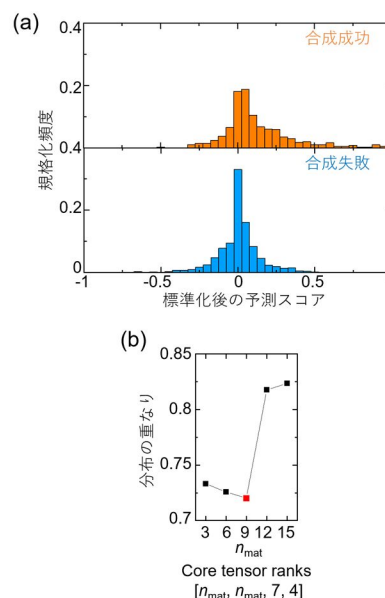 (a)
0.4
合成成功
0.2
0.4
合成失敗
0.2
0
規格化頻度
-1
-0.5
0
0.5
標準化後の予測スコア
(b)
0.85
0.8
0.75
0.7
分布の重なり
3 6 9 12 15
nmat
Core tensor ranks
[nmat, nmat, 7, 4]